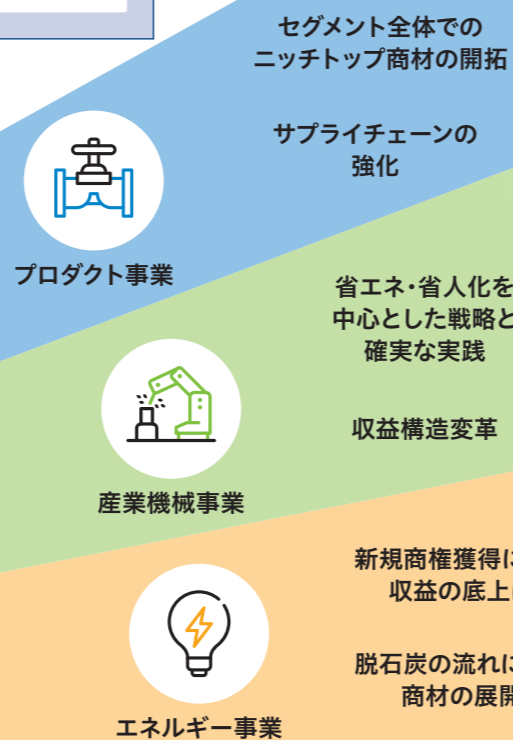 セグメント全体での
ニッチトップ商材の開拓
サプライチェーンの
強化
プロダクト事業
省エネ・省人化を
中心とした戦略と
確実な実践
収益構造変革
産業機械事業
新規商権獲得に
収益の底上
脱石炭の流れに
商材の展開
エネルギー事業